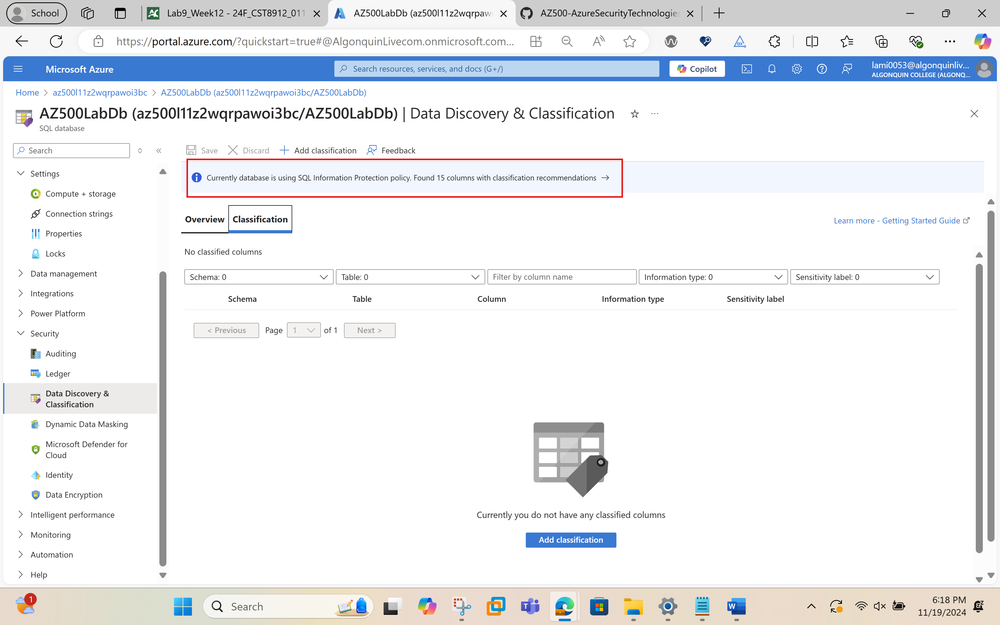 School
Lab9_Week12 - 24F_CST8912_011
AZ500LabDb (az500l11z2wqrpaw
AZ500-AzureSecurityTechnologies
https://portal.azure.com/?quickstart=true#@AlgonquinLivecom.onmicrosoft.com...
Microsoft Azure
Search resources, services, and docs (G+/)
Copilot
lami0053@algonquinliv...
ALGONQUIN COLLEGE (ALGONQ...
Home > az500l11z2wqrpawoi3bc > AZ500LabDb (az500l11z2wqrpawoi3bc/AZ500LabDb)
AZ500LabDb (az500l11z2wqrpawoi3bc/AZ500LabDb) | Data Discovery & Classification
SQL database
Search
Save
Discard
Add classification
Feedback
Currently database is using SQL Information Protection policy. Found 15 columns with classification recommendations →
Settings
Compute + storage
Connection strings
Properties
Locks
Data management
Integrations
Power Platform
Security
Auditing
Ledger
Data Discovery &
Classification
Dynamic Data Masking
Microsoft Defender for
Cloud
Identity
Data Encryption
Intelligent performance
Monitoring
Automation
Help
Overview
Classification
Learn more - Getting Started Guide
No classified columns
Schema: 0
Table: 0
Filter by column name
Information type: 0
Sensitivity label: 0
Schema
Table
Column
Information type
Sensitivity label
< Previous
Page 1 of 1
Next >
Currently you do not have any classified columns
Add classification
1
Search
6:18 PM
11/19/2024